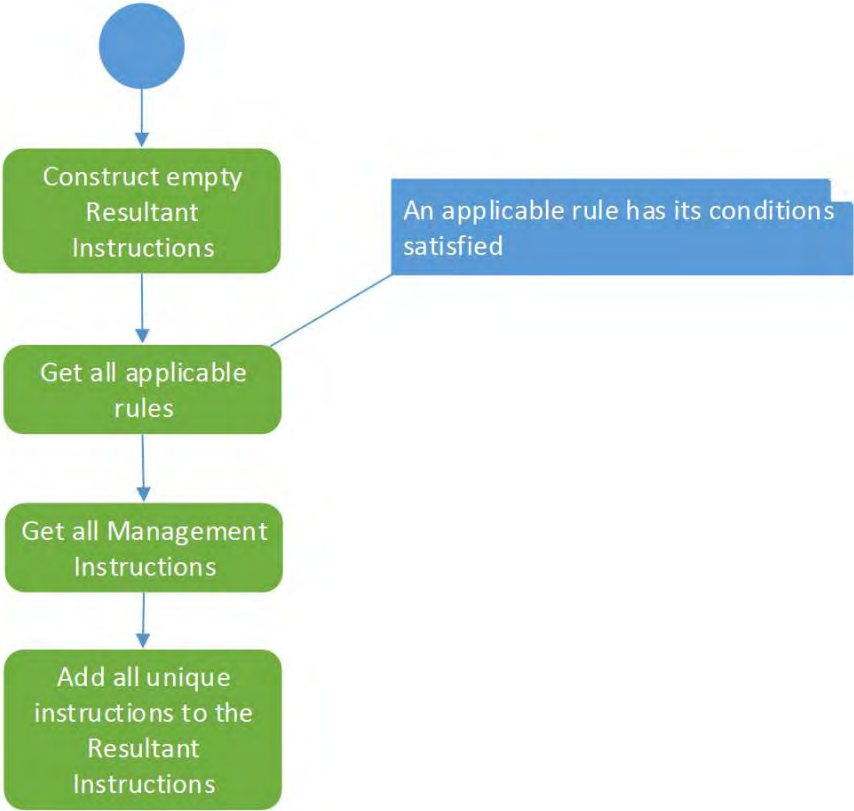 Construct empty
Resultant
Instructions
An applicable rule has its conditions
satisfied
Get all applicable
rules
Get all Management
Instructions
Add all unique
instructions to the
Resultant
Instructions